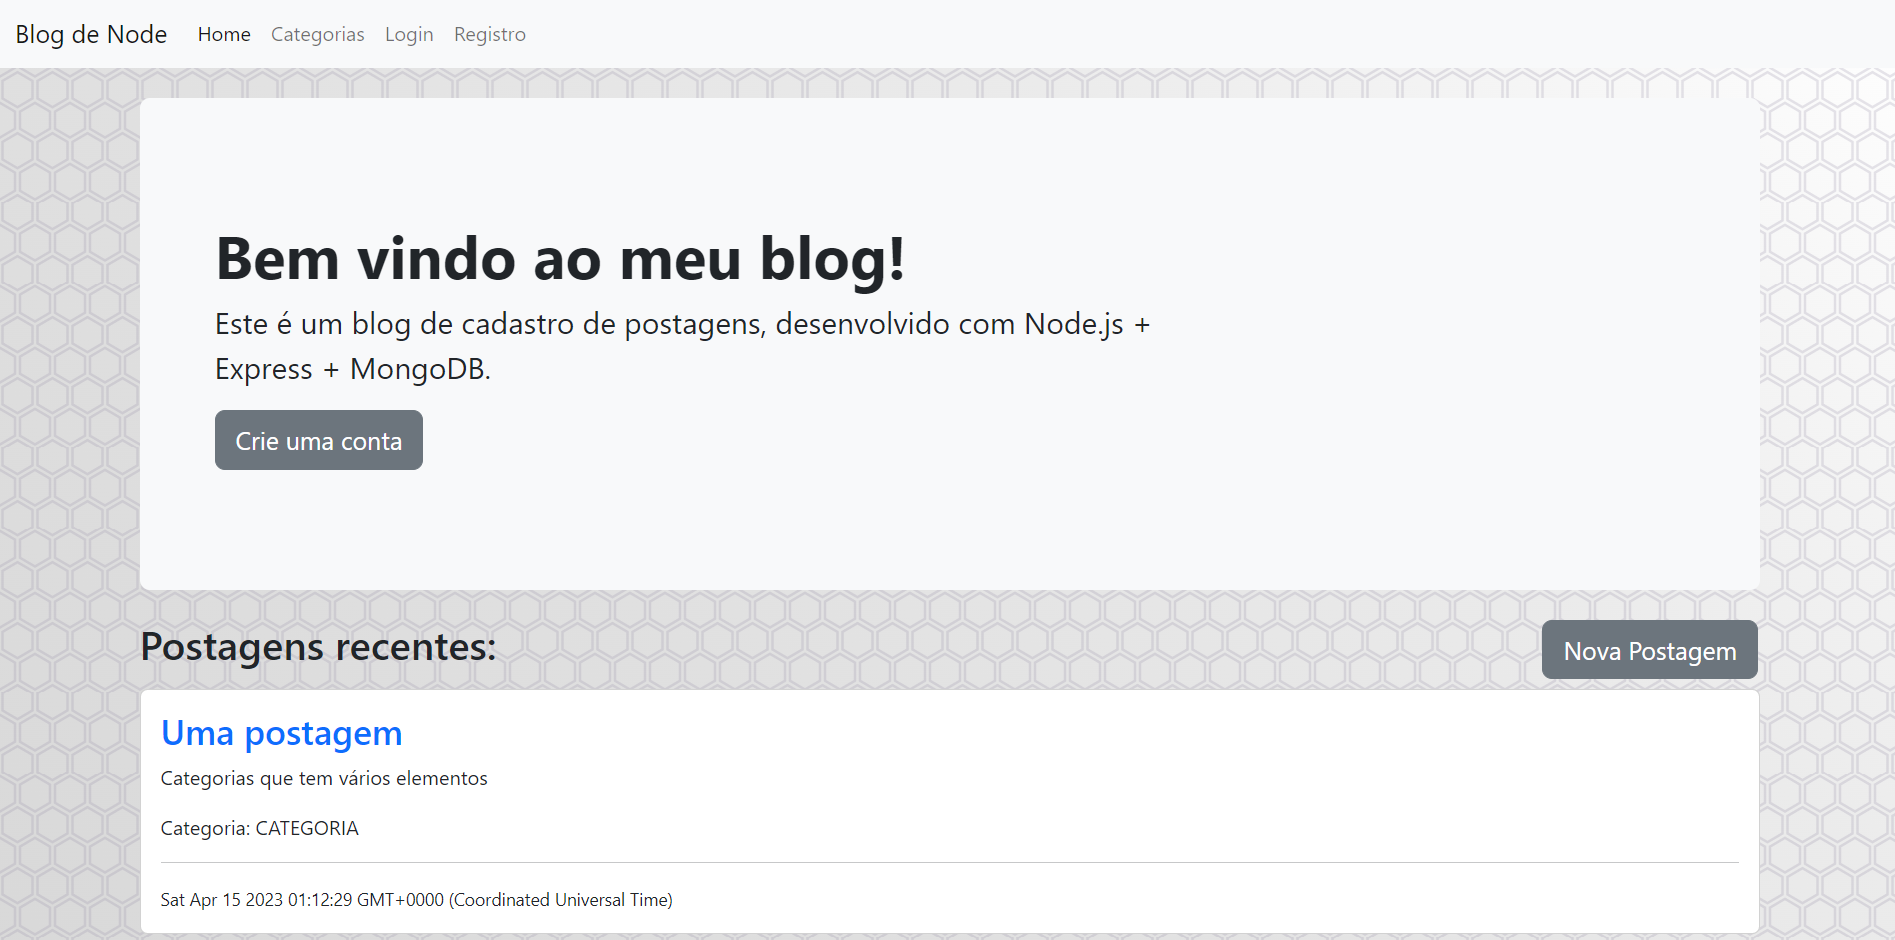 Blog de Node Home Categorias Login Registro
Bem vindo ao meu blog!
Este é um blog de cadastro de postagens, desenvolvido com Node.js +
Express + MongoDB.
Crie uma conta
Postagens recentes:
Nova Postagem
Uma postagem
Categorias que tem vários elementos
Categoria: CATEGORIA
Sat Apr 15 2023 01:12:29 GMT+0000 (Coordinated Universal Time)